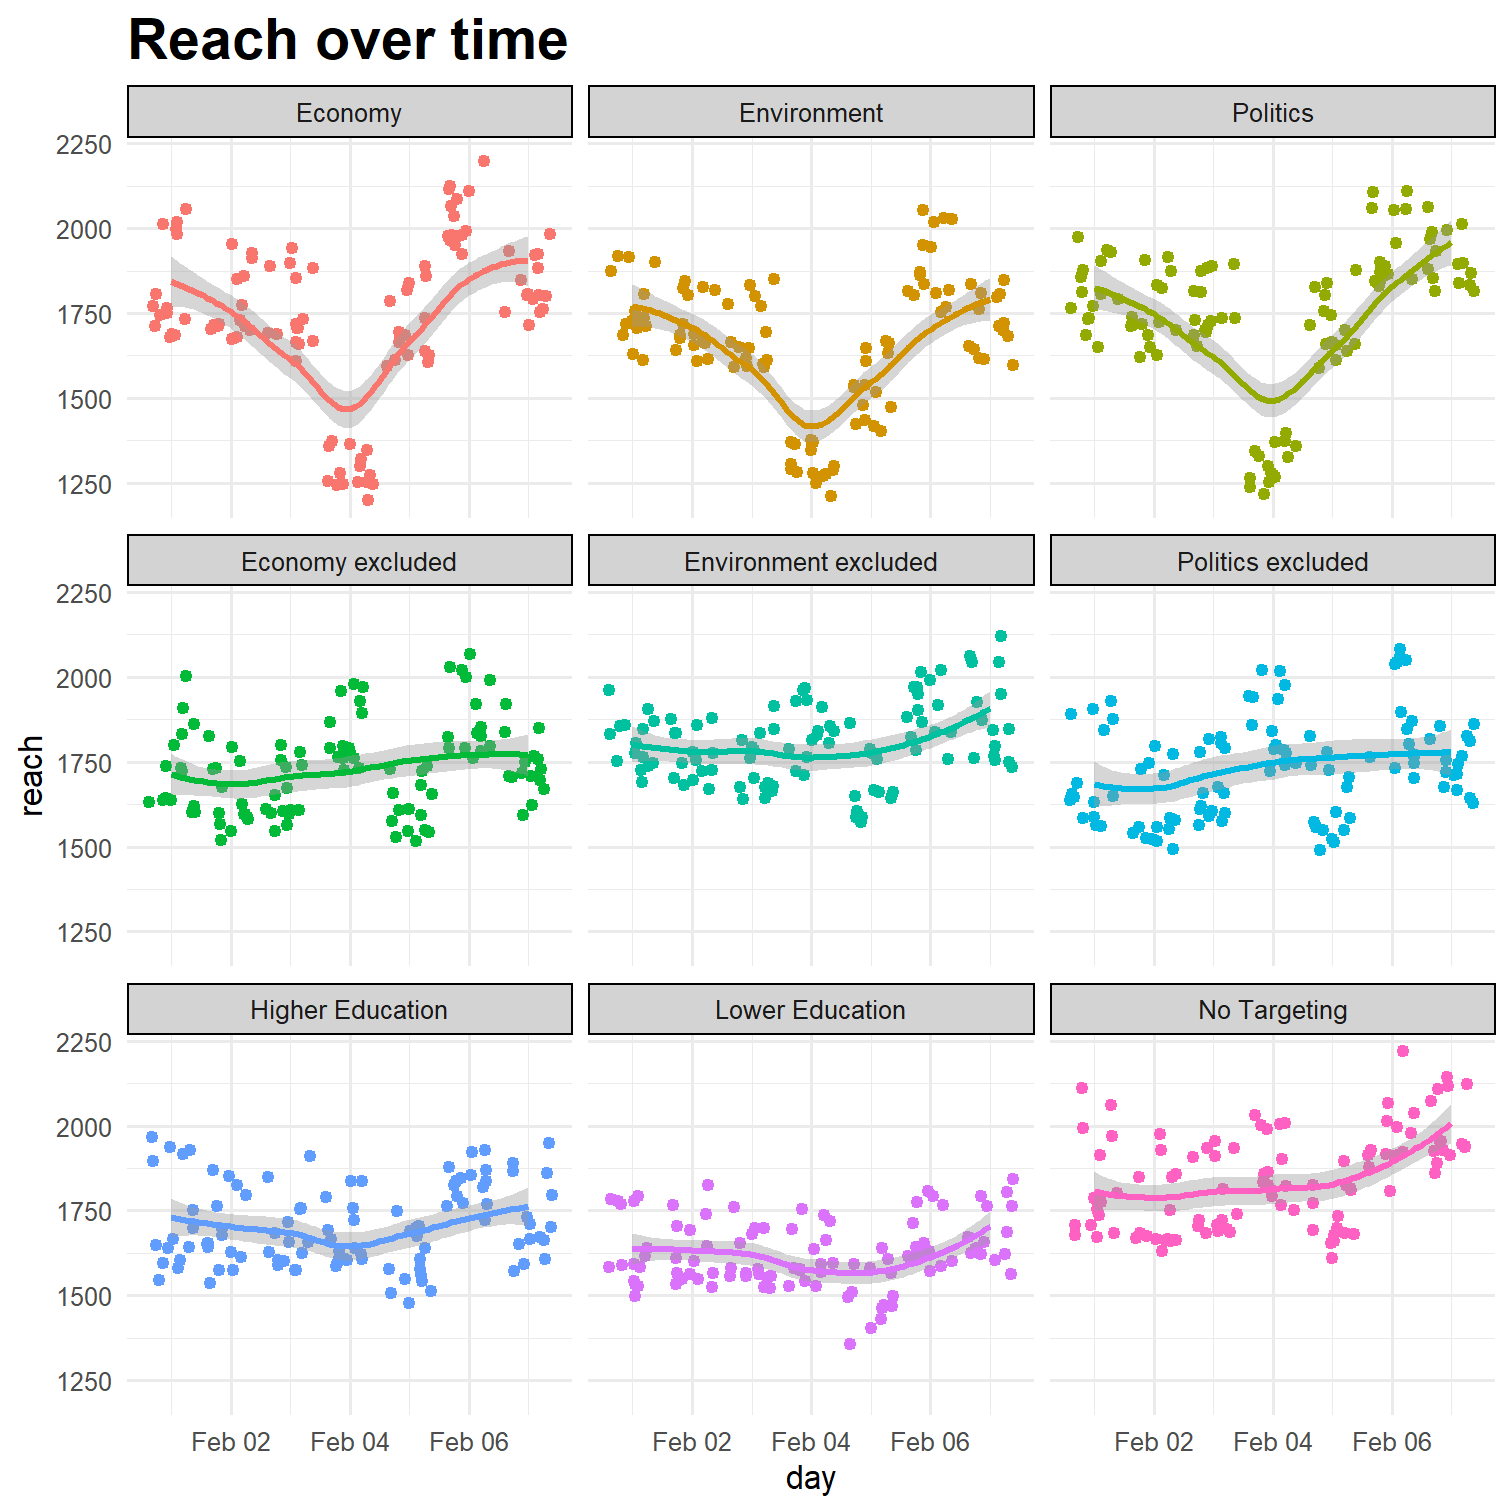 Reach over time
Economy
Environment
Politics
2250
2000
1750
1500
1250
Economy excluded
Environment excluded
Politics excluded
2250
2000
1750
1500
1250
reach
Higher Education
Lower Education
No Targeting
2250
2000
1750
1500
1250
Feb 02 Feb 04 Feb 06
Feb 02 Feb 04 Feb 06
Feb 02 Feb 04 Feb 06
day